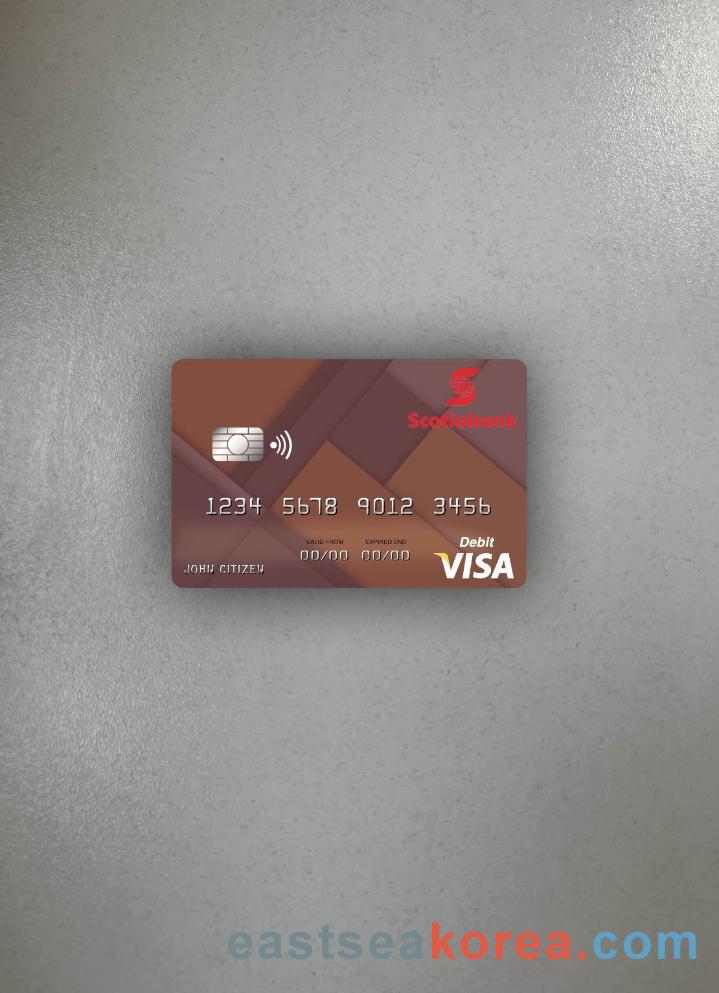 Scotiabank
1234 5678 9012 3456
VALID FROM EXPIRED END
00/00 00/00
JOHN CITIZEN
Debit
VISA
eastseakorea.com